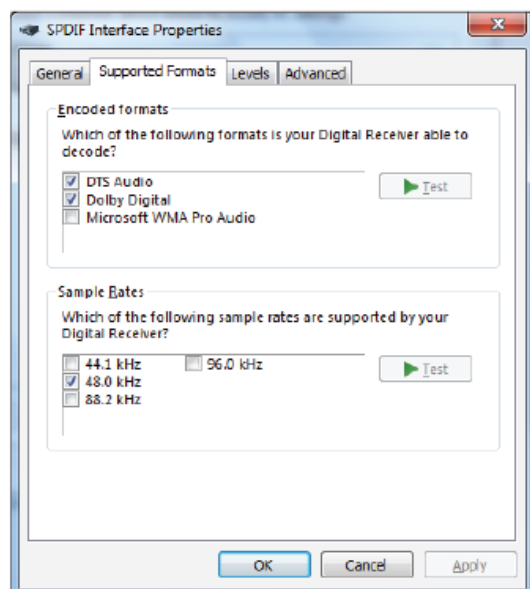 SPDIF Interface Properties
General Supported Formats Levels Advanced
Encoded formats
Which of the following formats is your Digital Receiver able to
decode?
DTS Audio
Dolby Digital
Microsoft WMA Pro Audio
Test
Sample Rates
Which of the following sample rates are supported by your
Digital Receiver?
44.1 kHz 96.0 kHz
48.0 kHz
88.2 kHz
Test
OK Cancel Apply